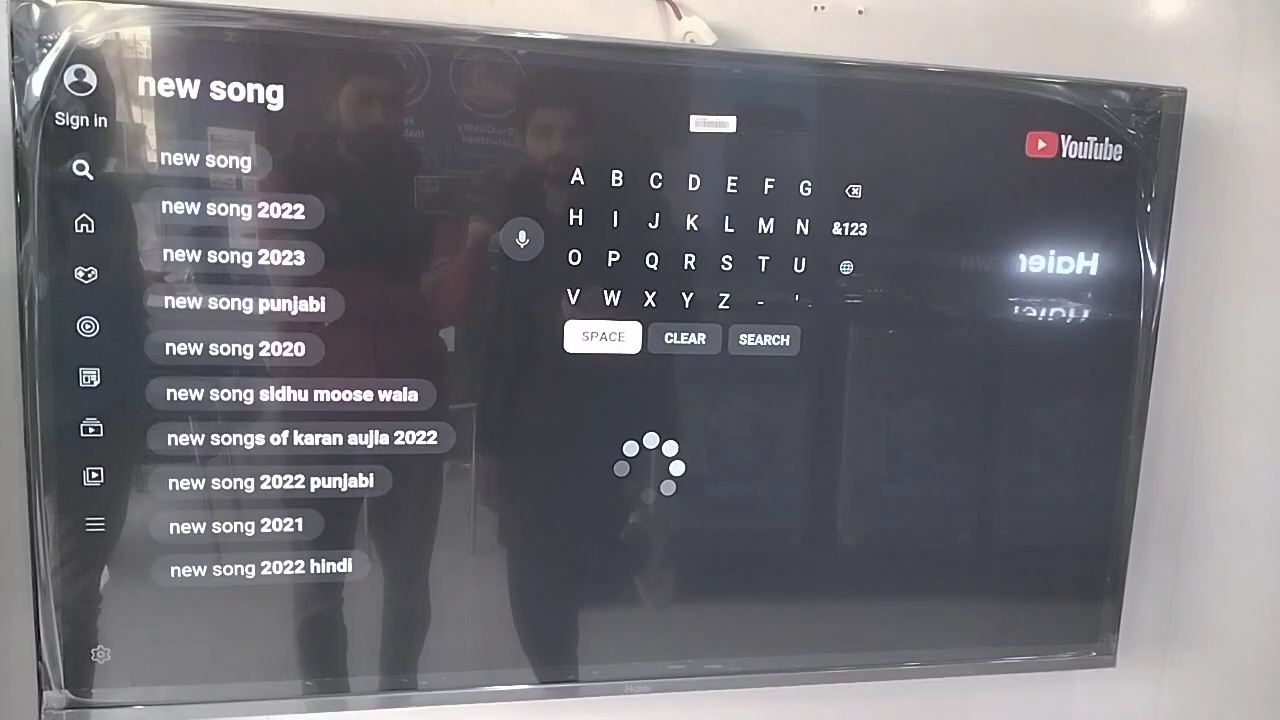 new song
Sign in
new song
new song 2022
new song 2023
new song punjabi
new song 2020
new song sidhu moose wala
new songs of karan aujla 2022
new song 2022 punjabi
new song 2021
new song 2022 hindi
YouTube
A B C D E F G
H I J K L M N &123
O P Q R S T U
V W X Y Z - '
SPACE CLEAR SEARCH
Haier
Haier
Haier